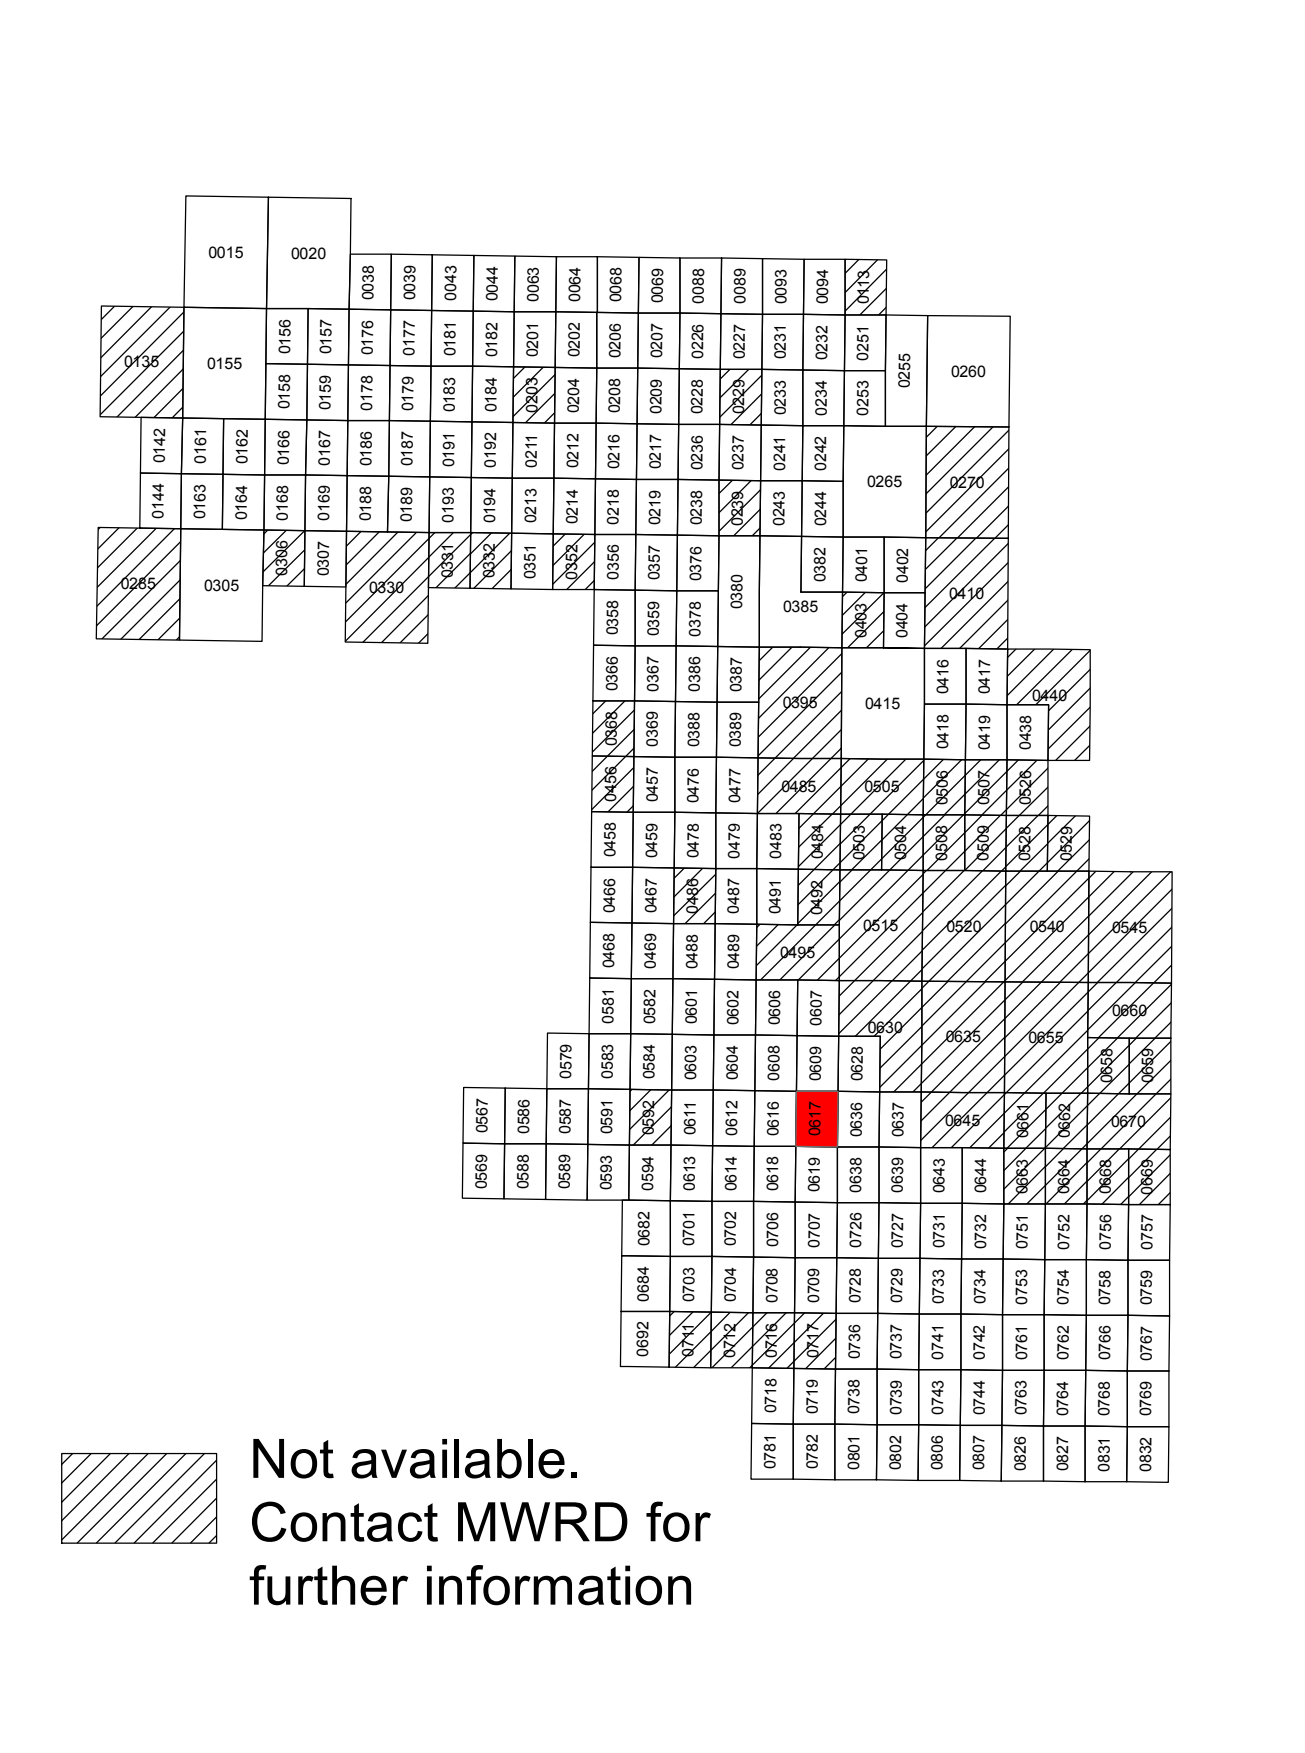 0015 0020
0038 0039 0043 0044 0063 0064 0068 0069 0088 0089 0093 0094 0113
0135 0155 0156 0157 0176 0177 0181 0182 0201 0202 0206 0207 0226 0227 0231 0232 0251 0255 0260
0158 0159 0178 0179 0183 0184 0203 0204 0208 0209 0228 0229 0233 0234 0253
0142 0161 0162 0166 0167 0186 0187 0191 0192 0211 0212 0216 0217 0236 0237 0241 0242 0265 0270
0144 0163 0164 0168 0169 0188 0189 0193 0194 0213 0214 0218 0219 0238 0239 0243 0244
0285 0305 0306 0307 0330 0331 0332 0351 0352 0356 0357 0376 0380 0385 0382 0401 0402 0410
0358 0359 0378 0403 0404
0366 0367 0386 0387 0395 0415 0416 0417 0440
0368 0369 0388 0389 0418 0419 0438
0456 0457 0476 0477 0485 0505 0506 0507 0526
0458 0459 0478 0479 0483 0484 0503 0504 0508 0509 0528 0529
0466 0467 0486 0487 0491 0492 0515 0520 0540 0545
0468 0469 0488 0489 0495
0581 0582 0601 0602 0606 0607 0630 0635 0655 0660
0579 0583 0584 0603 0604 0608 0609 0628 0658 0659
0567 0586 0587 0591 0592 0611 0612 0616 0617 0636 0637 0645 0661 0662 0670
0569 0588 0589 0593 0594 0613 0614 0618 0619 0638 0639 0643 0644 0663 0664 0668 0669
0682 0701 0702 0706 0707 0726 0727 0731 0732 0751 0752 0756 0757
0684 0703 0704 0708 0709 0728 0729 0733 0734 0753 0754 0758 0759
0692 0711 0712 0716 0717 0736 0737 0741 0742 0761 0762 0766 0767
0718 0719 0738 0739 0743 0744 0763 0764 0768 0769
0781 0782 0801 0802 0806 0807 0826 0827 0831 0832
Not available.
Contact MWRD for
further information